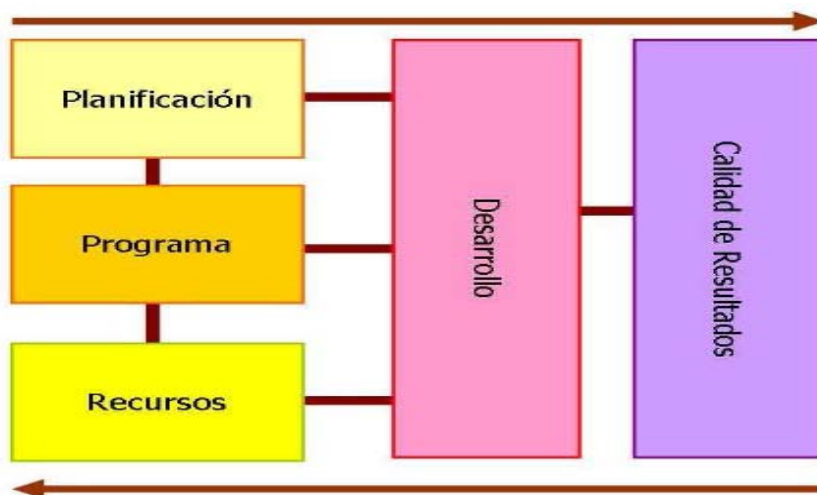 Planificación
Programa
Recursos
Desarrollo
Calidad de Resultados